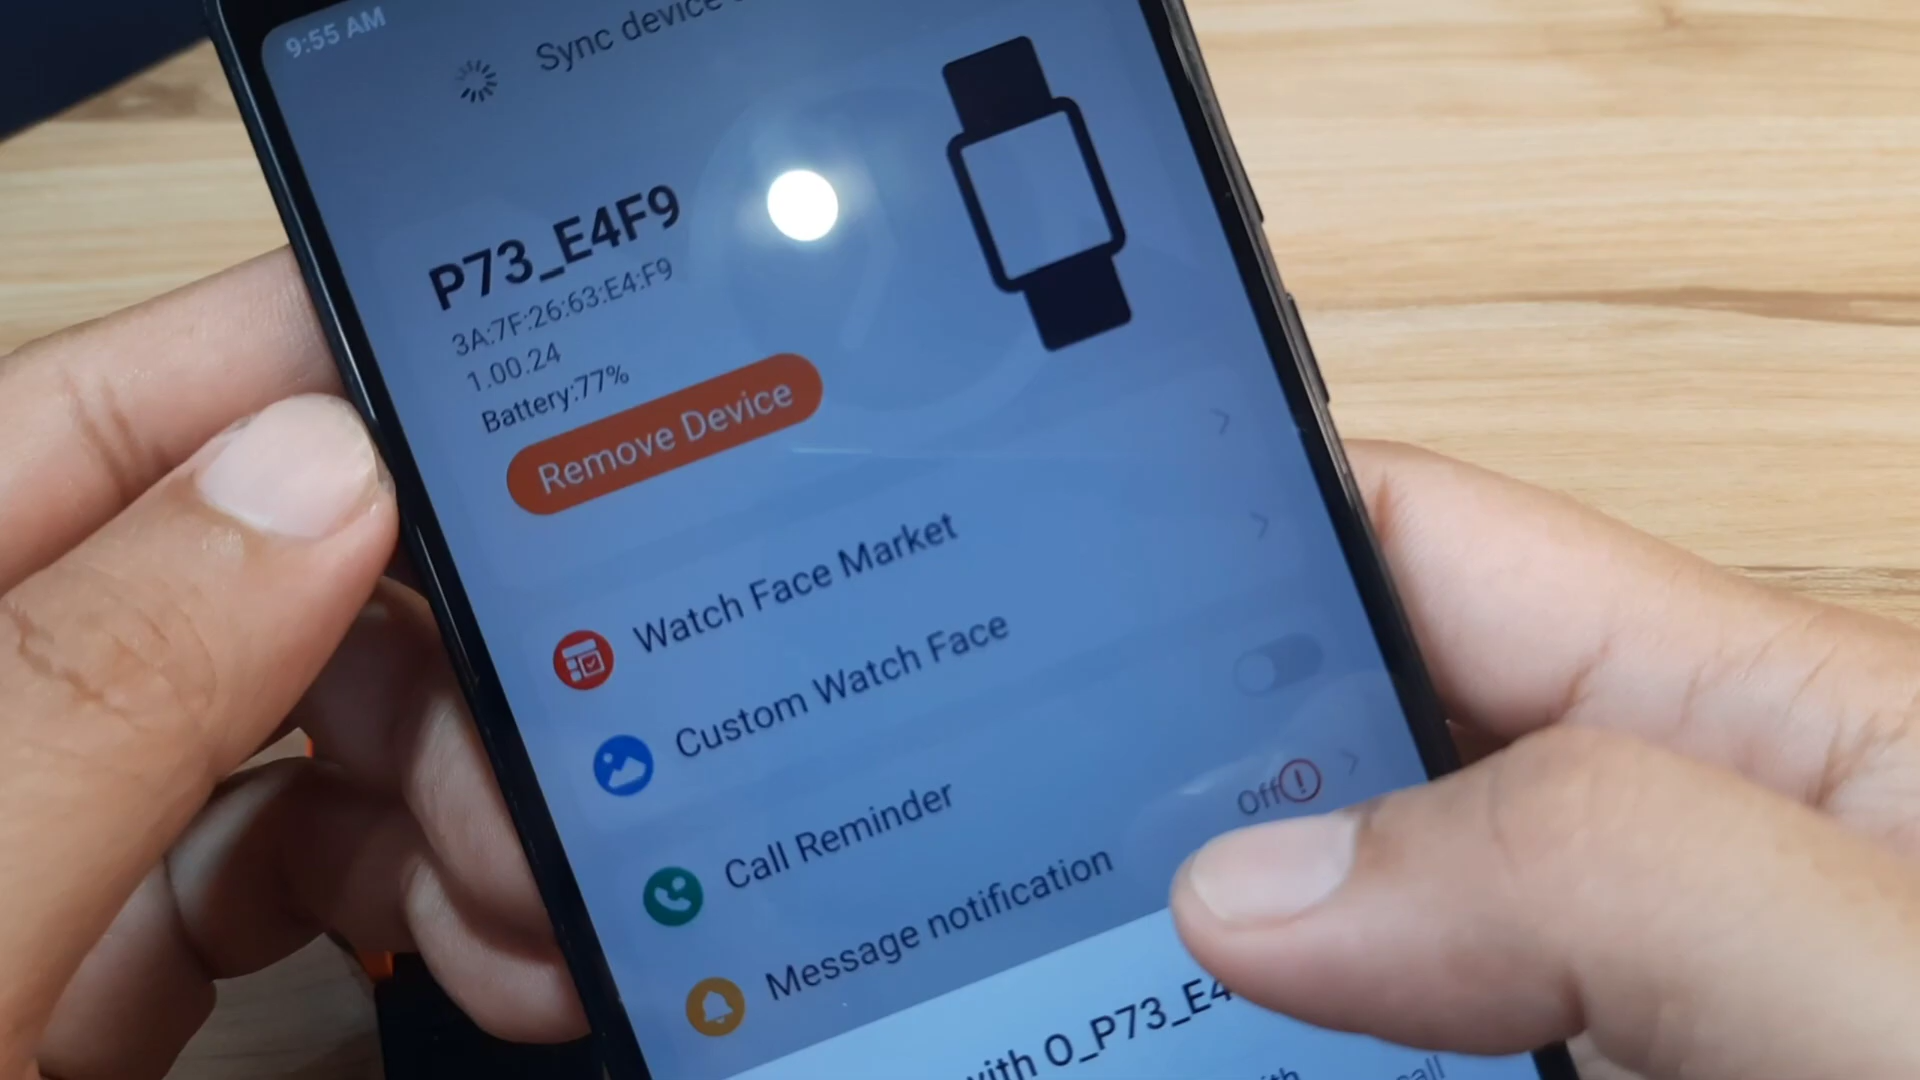 9:55 AM
Sync device
P73_E4F9
3A:7F:26:63:E4:F9
1.00.24
Battery:77%
Remove Device
Watch Face Market
Custom Watch Face
Call Reminder
Off
Message notification
with O_P73_E4
call